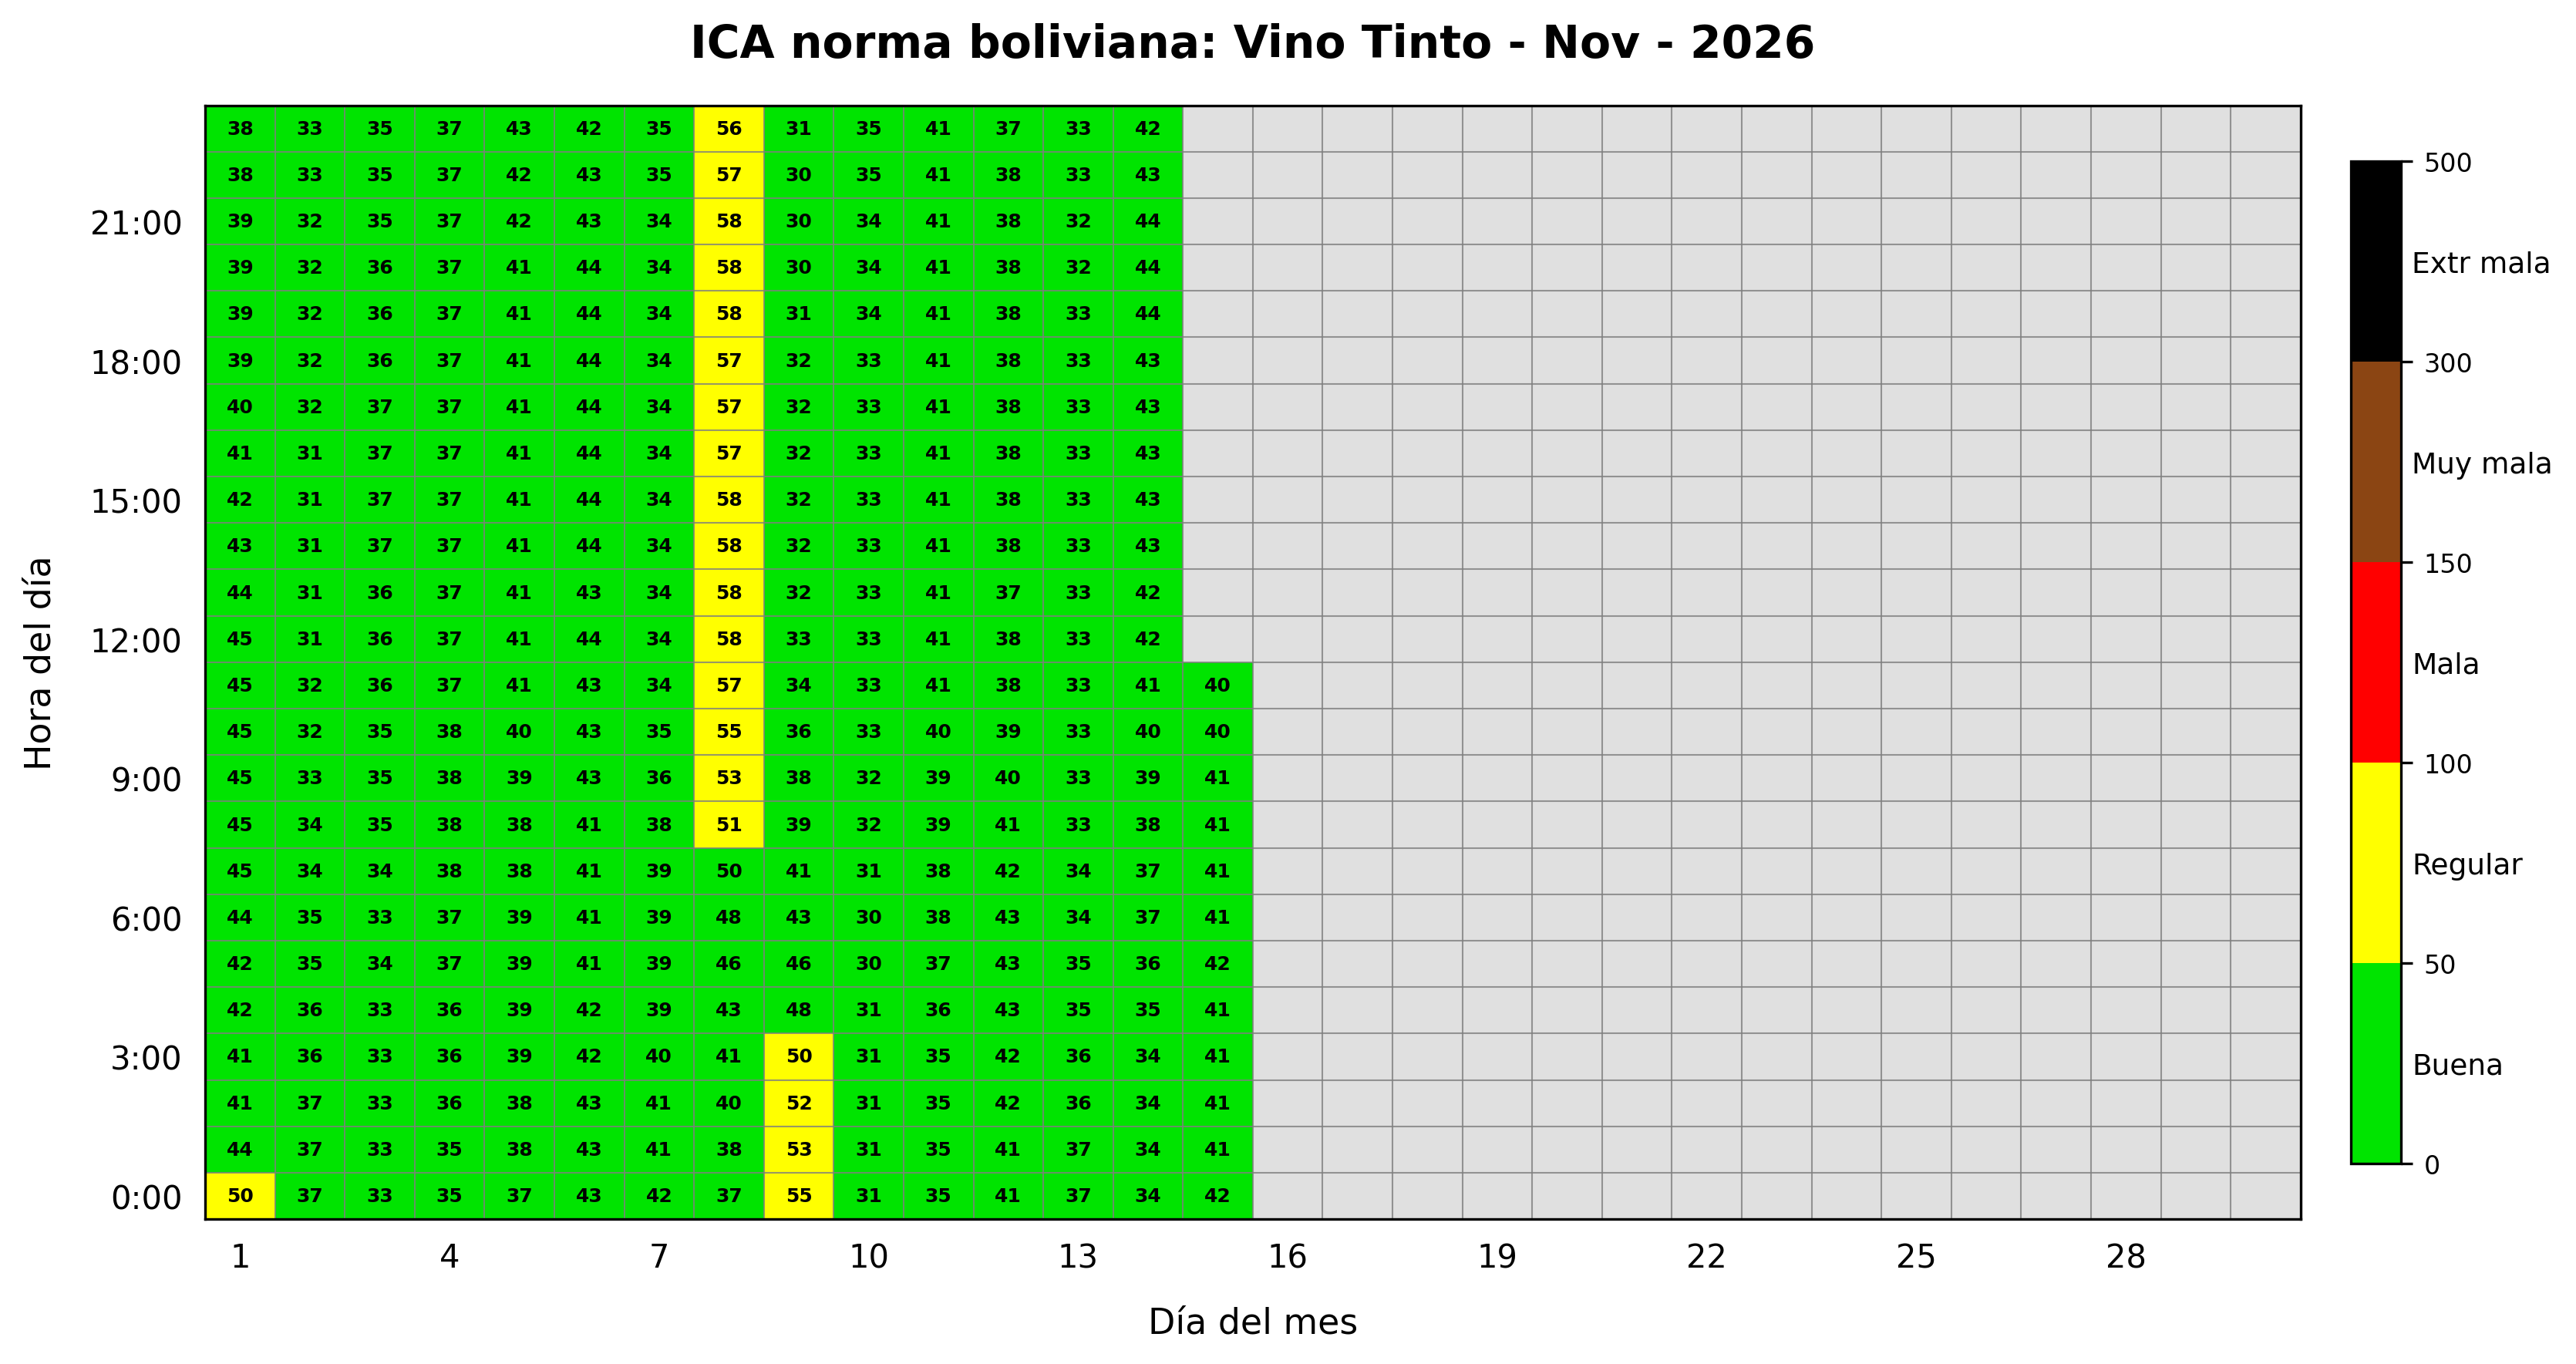 ICA norma boliviana: Vino Tinto - Nov - 2026
38 33 35 37 43 42 35 56 31 35 41 37 33 42
38 33 35 37 42 43 35 57 30 35 41 38 33 43
21:00 39 32 35 37 42 43 34 58 30 34 41 38 32 44
39 32 36 37 41 44 34 58 30 34 41 38 32 44
39 32 36 37 41 44 34 58 31 34 41 38 33 44
18:00 39 32 36 37 41 44 34 57 32 33 41 38 33 43
40 32 37 37 41 44 34 57 32 33 41 38 33 43
41 31 37 37 41 44 34 57 32 33 41 38 33 43
15:00 42 31 37 37 41 44 34 58 32 33 41 38 33 43
43 31 37 37 41 44 34 58 32 33 41 38 33 43
44 31 36 37 41 43 34 58 32 33 41 37 33 42
12:00 45 31 36 37 41 44 34 58 33 33 41 38 33 42
45 32 36 37 41 43 34 57 34 33 41 38 33 41 40
45 32 35 38 40 43 35 55 36 33 40 39 33 40 40
9:00 45 33 35 38 39 43 36 53 38 32 39 40 33 39 41
45 34 35 38 38 41 38 51 39 32 39 41 33 38 41
45 34 34 38 38 41 39 50 41 31 38 42 34 37 41
6:00 44 35 33 37 39 41 39 48 43 30 38 43 34 37 41
42 35 34 37 39 41 39 46 46 30 37 43 35 36 42
42 36 33 36 39 42 39 43 48 31 36 43 35 35 41
3:00 41 36 33 36 39 42 40 41 50 31 35 42 36 34 41
41 37 33 36 38 43 41 40 52 31 35 42 36 34 41
44 37 33 35 38 43 41 38 53 31 35 41 37 34 41
0:00 50 37 33 35 37 43 42 37 55 31 35 41 37 34 42
1 4 7 10 13 16 19 22 25 28
Día del mes
Hora del día
500
Extr mala
300
Muy mala
150
Mala
100
Regular
50
Buena
0